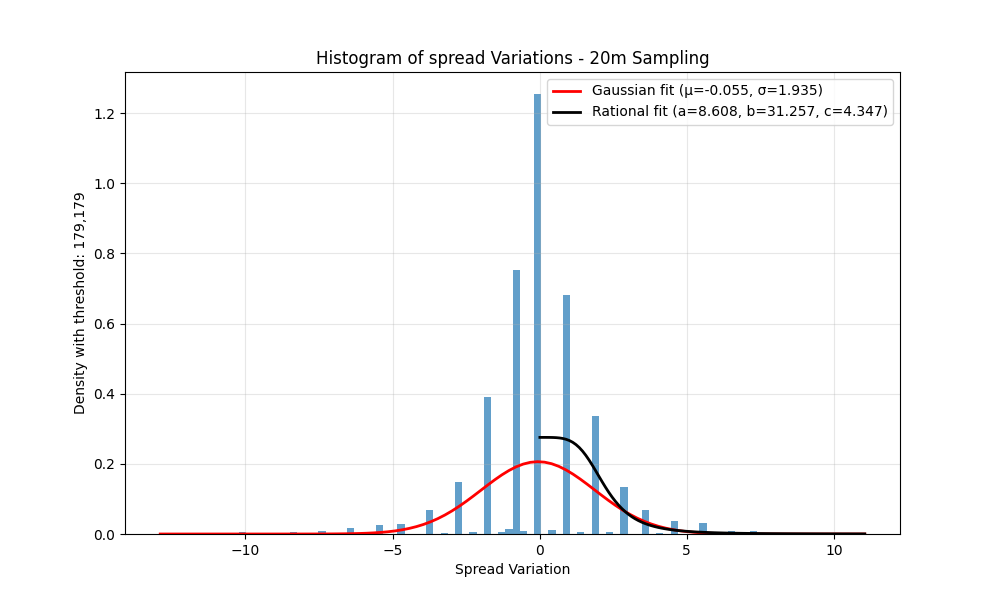 Histogram of spread Variations - 20m Sampling
Gaussian fit (μ=-0.055, σ=1.935)
Rational fit (a=8.608, b=31.257, c=4.347)
Density with threshold: 179,179
1.2
1.0
0.8
0.6
0.4
0.2
0.0
−10
−5
0
5
10
Spread Variation